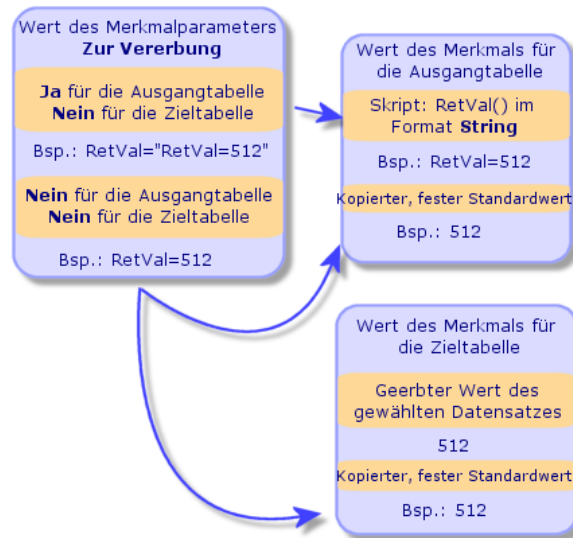 Wert des Merkmalparameters
Zur Vererbung
Ja für die Ausgangtabelle
Nein für die Zieltabelle
Bsp.: RetVal="RetVal=512"
Nein für die Ausgangtabelle
Nein für die Zieltabelle
Bsp.: RetVal=512
Wert des Merkmals für
die Ausgangtabelle
Skript: RetVal() im
Format String
Bsp.: RetVal=512
Kopierter, fester Standardwert
Bsp.: 512
Wert des Merkmals für
die Zieltabelle
Geerbter Wert des
gewählten Datensatzes
512
Kopierter, fester Standardwert
Bsp.: 512